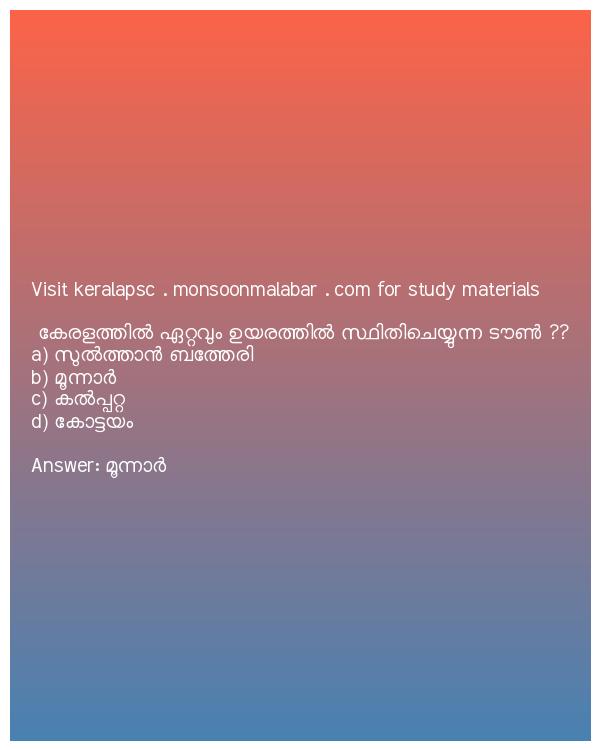 Visit keralapsc . monsoonmalabar . com for study materials
കേരളത്തിൽ ഏറ്റവും ഉയരത്തിൽ സ്ഥിതിചെയ്യുന്ന ടൗൺ ??
a) സുൽത്താൻ ബത്തേരി
b) മൂന്നാർ
c) കൽപ്പറ്റ
d) കോട്ടയം
Answer: മൂന്നാർ